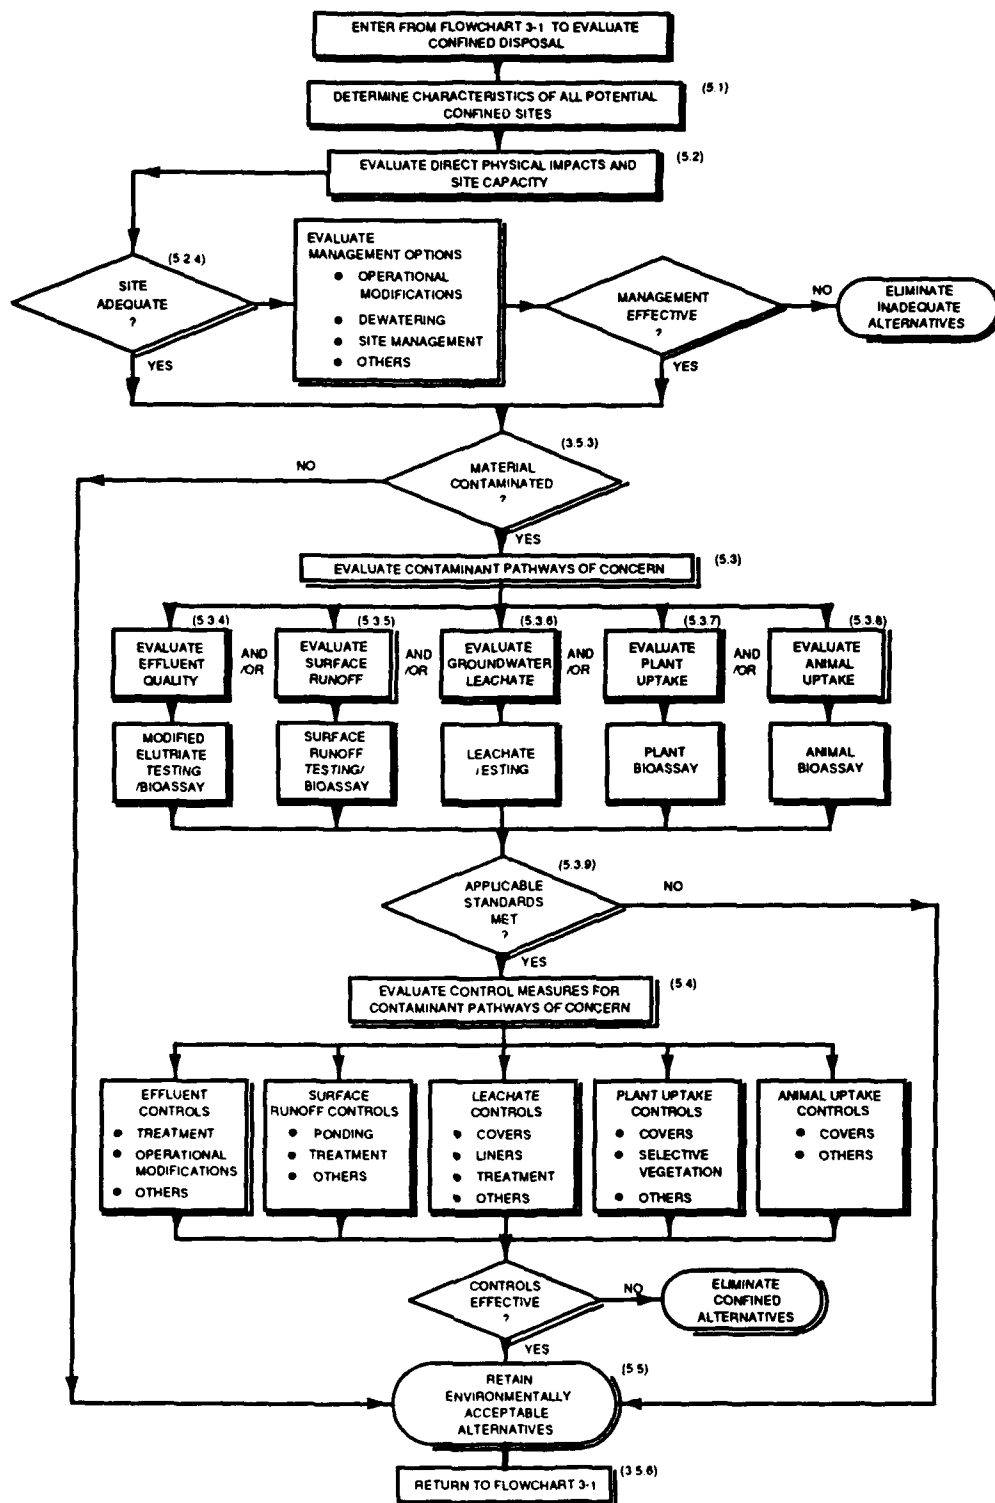 ENTER FROM FLOWCHART 3-1 TO EVALUATE
CONFINED DISPOSAL
(5.1)
DETERMINE CHARACTERISTICS OF ALL POTENTIAL
CONFINED SITES
(5.2)
EVALUATE DIRECT PHYSICAL IMPACTS AND
SITE CAPACITY
(5.2.4)
SITE
ADEQUATE
?
YES
EVALUATE
MANAGEMENT OPTIONS
● OPERATIONAL
MODIFICATIONS
● DEWATERING
● SITE MANAGEMENT
● OTHERS
MANAGEMENT
EFFECTIVE
?
YES
NO
ELIMINATE
INADEQUATE
ALTERNATIVES
(3.5.3)
MATERIAL
CONTAMINATED
?
NO
YES
(5.3)
EVALUATE CONTAMINANT PATHWAYS OF CONCERN
(5.3.4)
EVALUATE
EFFLUENT
QUALITY
AND
/OR
(5.3.5)
EVALUATE
SURFACE
RUNOFF
AND
/OR
(5.3.6)
EVALUATE
GROUNDWATER
LEACHATE
AND
/OR
(5.3.7)
EVALUATE
PLANT
UPTAKE
AND
/OR
(5.3.8)
EVALUATE
ANIMAL
UPTAKE
MODIFIED
ELUTRIATE
TESTING
/BIOASSAY
SURFACE
RUNOFF
TESTING/
BIOASSAY
LEACHATE
TESTING
PLANT
BIOASSAY
ANIMAL
BIOASSAY
(5.3.9)
APPLICABLE
STANDARDS
MET
?
NO
YES
(5.4)
EVALUATE CONTROL MEASURES FOR
CONTAMINANT PATHWAYS OF CONCERN
EFFLUENT
CONTROLS
● TREATMENT
● OPERATIONAL
MODIFICATIONS
● OTHERS
SURFACE
RUNOFF CONTROLS
● PONDING
● TREATMENT
● OTHERS
LEACHATE
CONTROLS
● COVERS
● LINERS
● TREATMENT
● OTHERS
PLANT UPTAKE
CONTROLS
● COVERS
● SELECTIVE
VEGETATION
● OTHERS
ANIMAL UPTAKE
CONTROLS
● COVERS
● OTHERS
CONTROLS
EFFECTIVE
?
NO
YES
ELIMINATE
CONFINED
ALTERNATIVES
(5.5)
RETAIN
ENVIRONMENTALLY
ACCEPTABLE
ALTERNATIVES
(3.5.6)
RETURN TO FLOWCHART 3-1